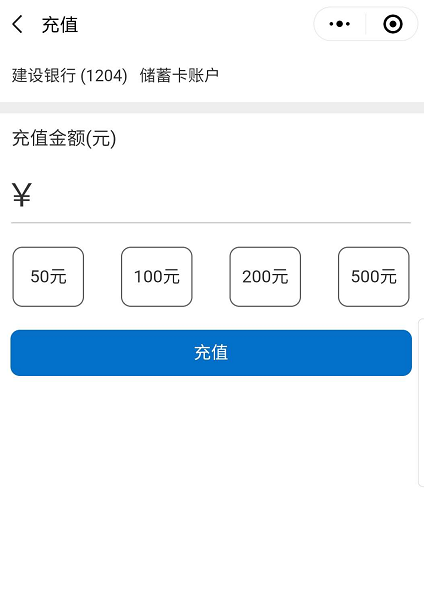 充值
建设银行 (1204) 储蓄卡账户
充值金额(元)
¥
50元 100元 200元 500元
充值